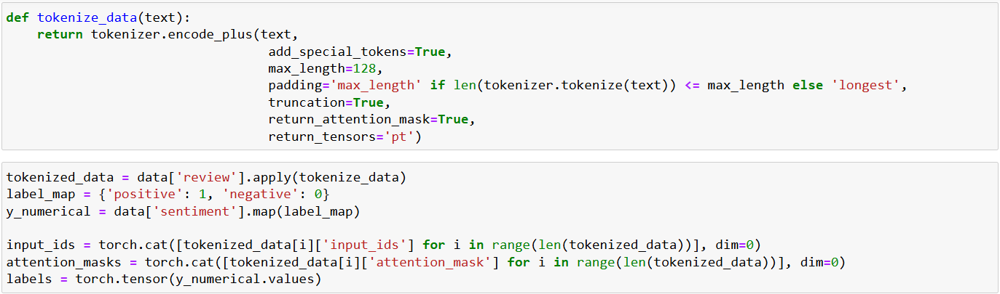 def tokenize_data(text):
    return tokenizer.encode_plus(text,
                                 add_special_tokens=True,
                                 max_length=128,
                                 padding='max_length' if len(tokenizer.tokenize(text)) <= max_length else 'longest',
                                 truncation=True,
                                 return_attention_mask=True,
                                 return_tensors='pt')
tokenized_data = data['review'].apply(tokenize_data)
label_map = {'positive': 1, 'negative': 0}
y_numerical = data['sentiment'].map(label_map)
input_ids = torch.cat([tokenized_data[i]['input_ids'] for i in range(len(tokenized_data))], dim=0)
attention_masks = torch.cat([tokenized_data[i]['attention_mask'] for i in range(len(tokenized_data))], dim=0)
labels = torch.tensor(y_numerical.values)